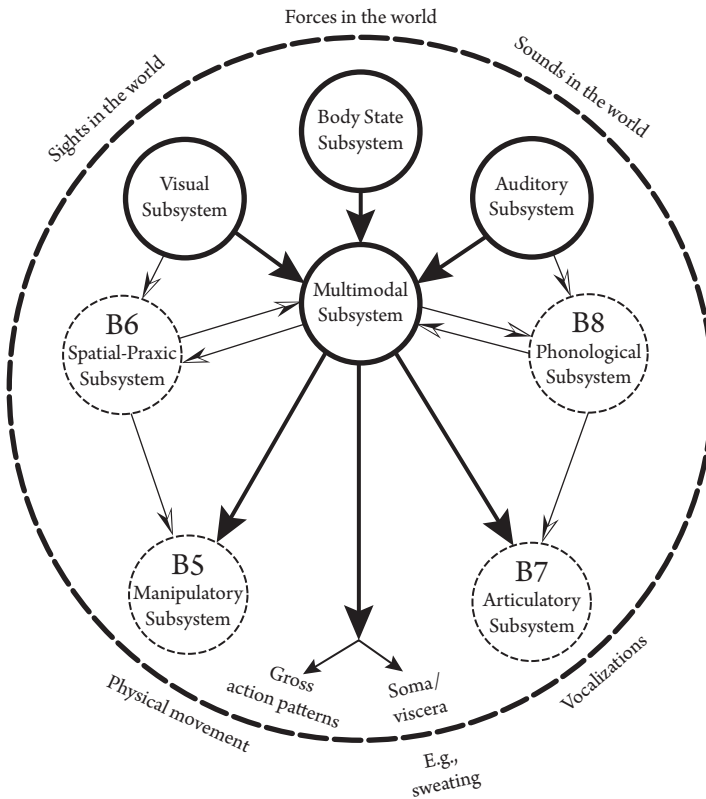 Forces in the world
Sights in the world
Sounds in the world
Body State
Subsystem
Visual
Subsystem
Auditory
Subsystem
Multimodal
Subsystem
B6
Spatial-Praxic
Subsystem
B8
Phonological
Subsystem
B5
Manipulatory
Subsystem
B7
Articulatory
Subsystem
Gross
action patterns
Soma/
viscera
Physical movement
Vocalizations
E.g.,
sweating